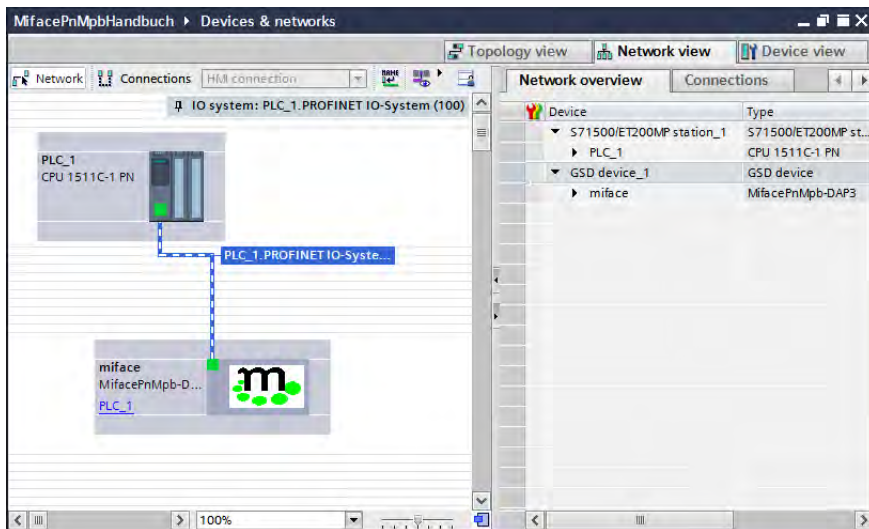 MifacePnMpbHandbuch ▸ Devices & networks
Topology view
Network view
Device view
Network
Connections
HMI connection
IO system: PLC_1.PROFINET IO-System (100)
PLC_1
CPU 1511C-1 PN
PLC_1.PROFINET IO-Syste...
miface
MifacePnMpb-D...
PLC_1
m
100%
Network overview
Connections
Device
Type
S71500/ET200MP station_1
S71500/ET200MP st...
PLC_1
CPU 1511C-1 PN
GSD device_1
GSD device
miface
MifacePnMpb-DAP3